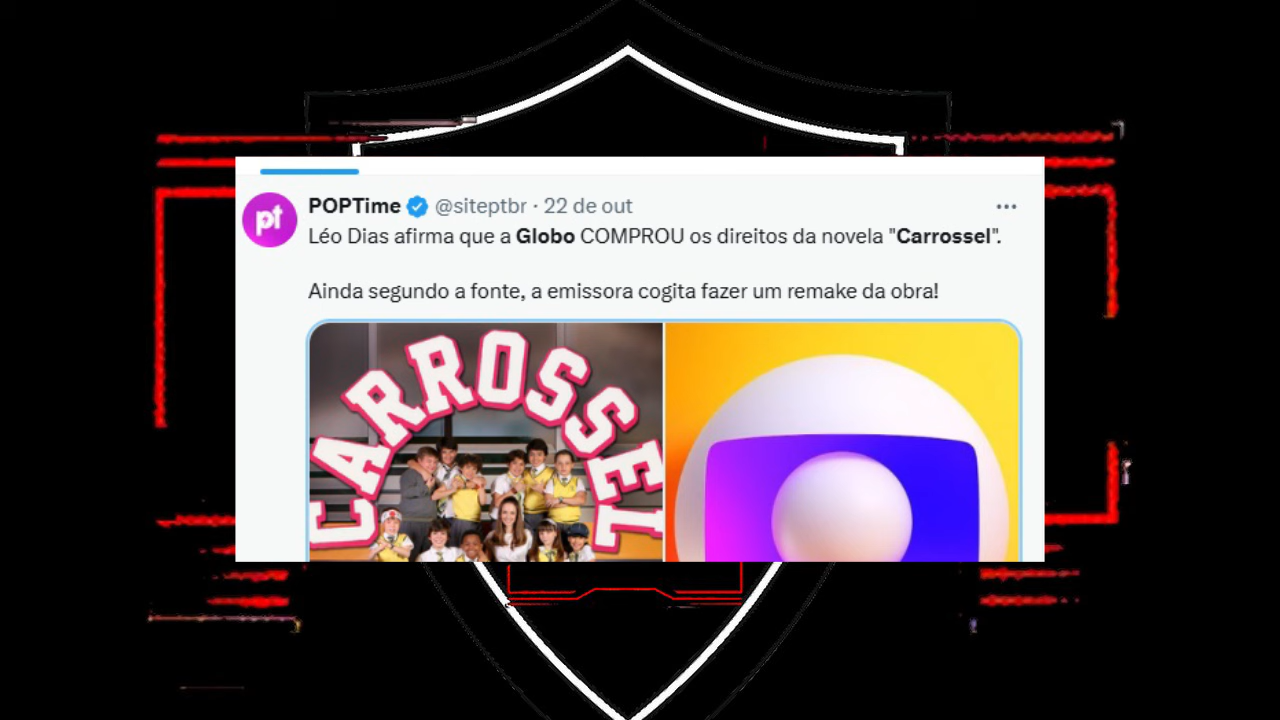 POPTime @siteptbr · 22 de out
pt
Léo Dias afirma que a Globo COMPROU os direitos da novela "Carrossel".
Ainda segundo a fonte, a emissora cogita fazer um remake da obra!
CARROSSEL